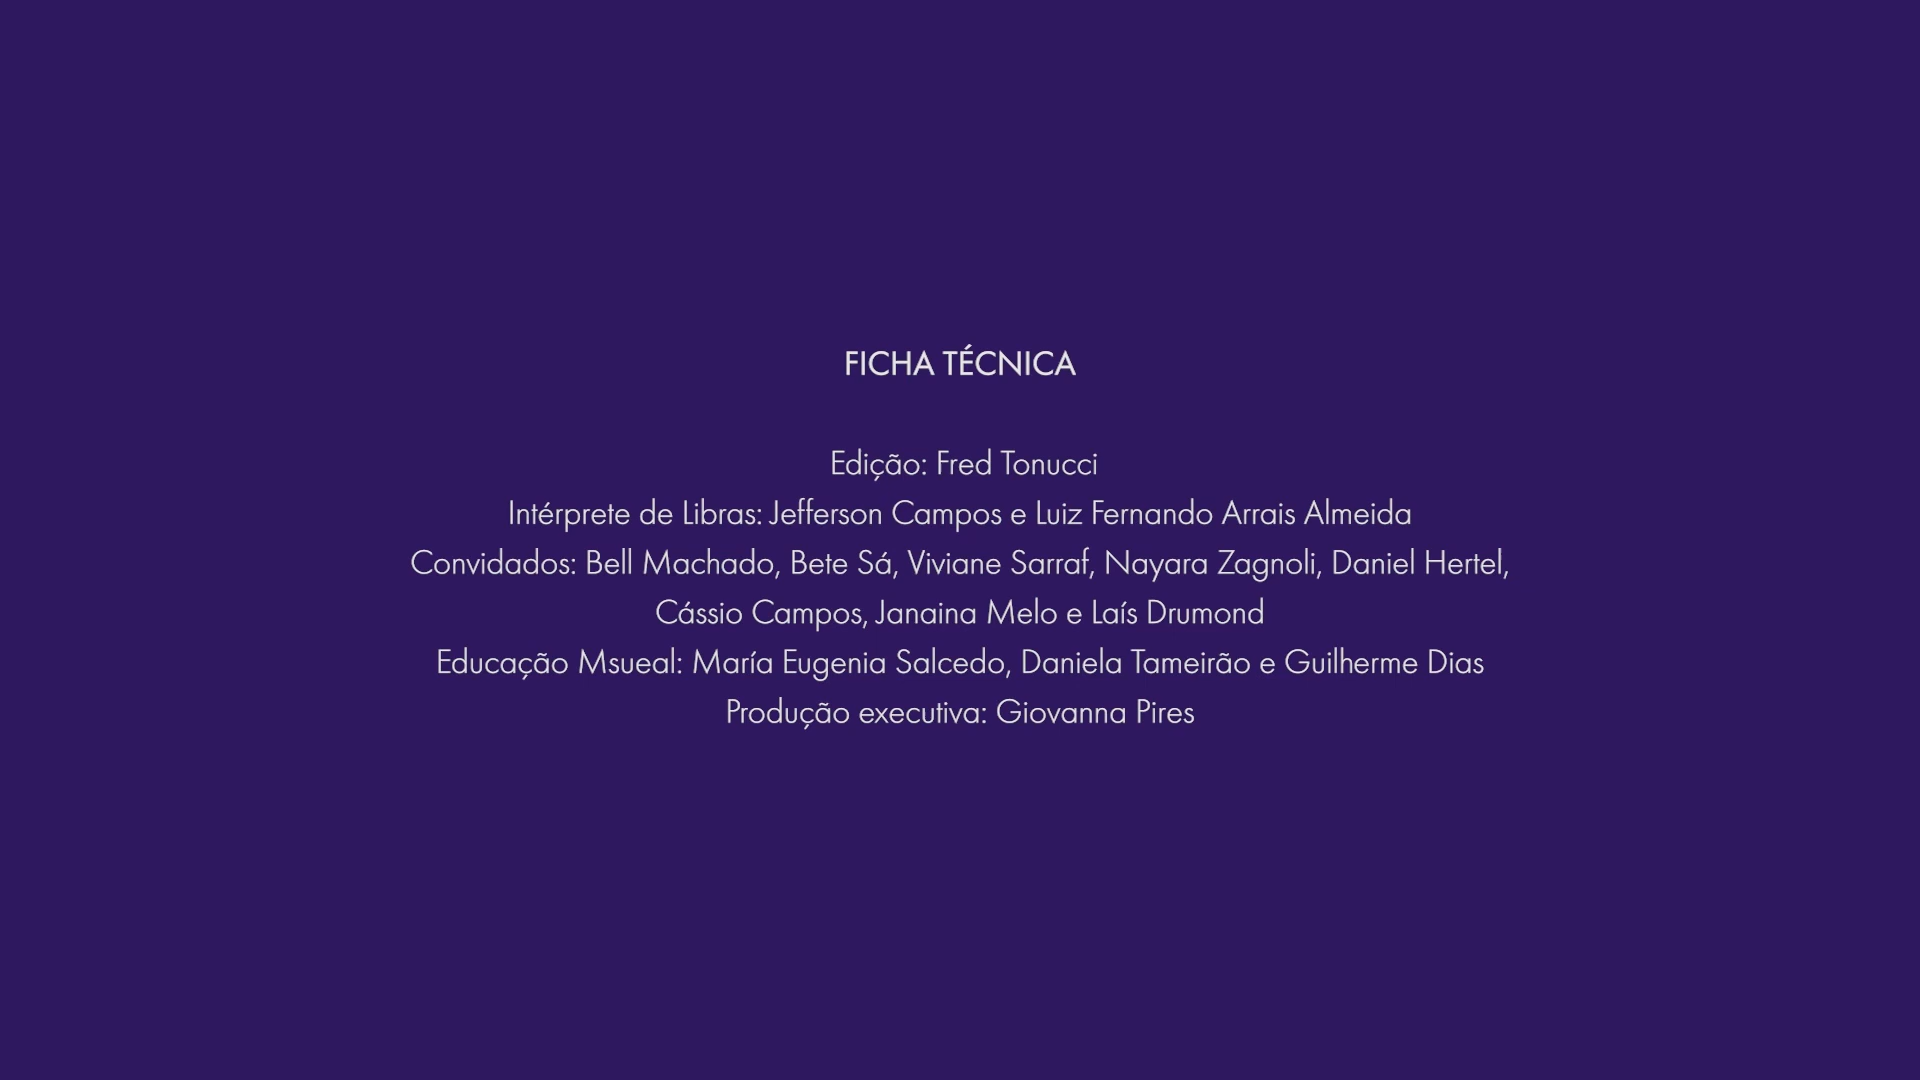 FICHA TÉCNICA
Edição: Fred Tonucci
Intérprete de Libras: Jefferson Campos e Luiz Fernando Arrais Almeida
Convidados: Bell Machado, Bete Sá, Viviane Sarraf, Nayara Zagnoli, Daniel Hertel,
Cássio Campos, Janaina Melo e Laís Drumond
Educação Msueal: María Eugenia Salcedo, Daniela Tameirão e Guilherme Dias
Produção executiva: Giovanna Pires